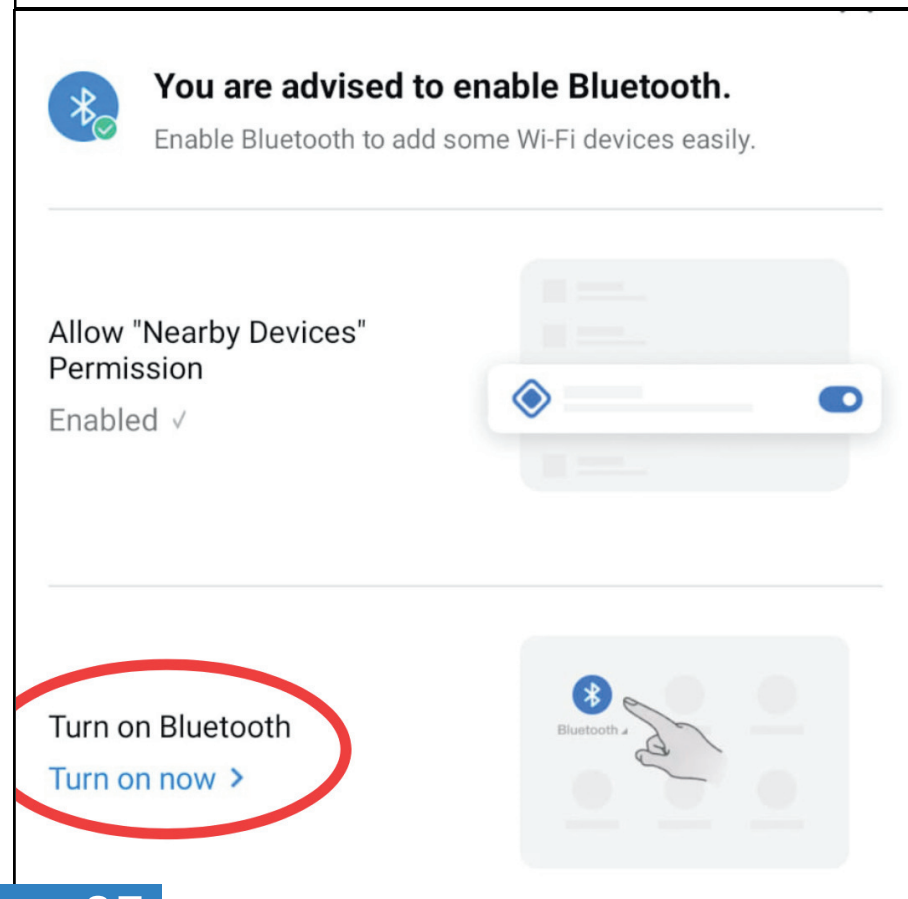 You are advised to enable Bluetooth.
Enable Bluetooth to add some Wi-Fi devices easily.
Allow "Nearby Devices"
Permission
Enabled ✓
Turn on Bluetooth
Turn on now >
Bluetooth